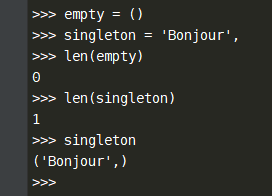 >>> empty = ()
>>> singleton = 'Bonjour',
>>> len(empty)
0
>>> len(singleton)
1
>>> singleton
('Bonjour',)
>>>